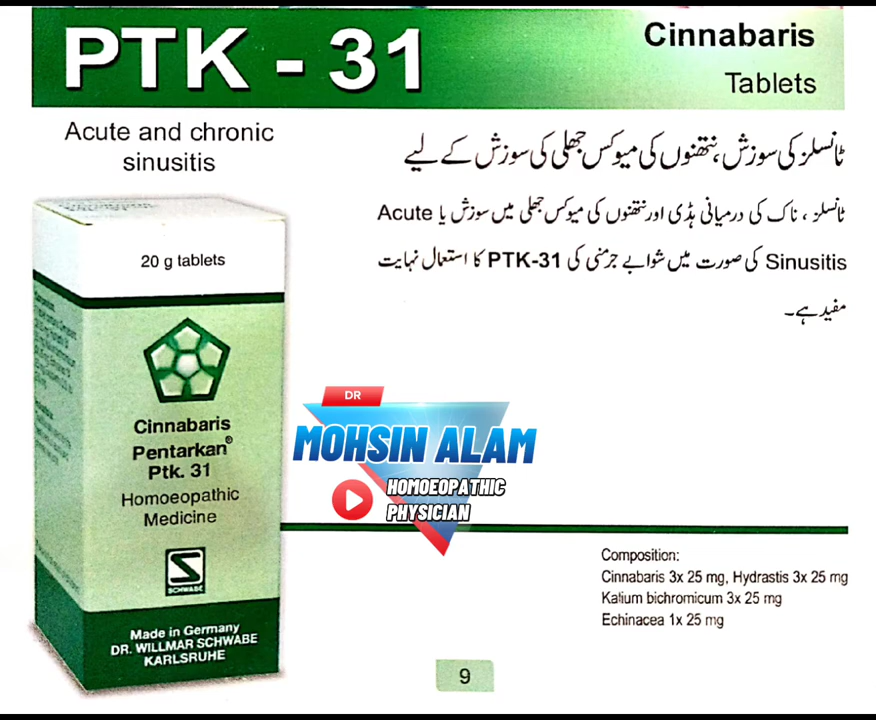 PTK - 31
Cinnabaris
Tablets
Acute and chronic
sinusitis
ٹانسلز کی سوزش، نتھنوں کی میوکس جھلی کی سوزش کے لیے
ٹانسلز، ناک کی درمیانی ہڈی اور نتھنوں کی میوکس جھلی میں سوزش یا Acute
Sinusitis کی صورت میں شوابے جرمنی کی PTK-31 کا استعمال نہایت
مفید ہے۔
20 g tablets
Cinnabaris
Pentarkan®
Ptk. 31
Homoeopathic
Medicine
SCHWABE
Made in Germany
DR. WILLMAR SCHWABE
KARLSRUHE
DR
MOHSIN ALAM
HOMOEOPATHIC
PHYSICIAN
Composition:
Cinnabaris 3x 25 mg, Hydrastis 3x 25 mg
Kalium bichromicum 3x 25 mg
Echinacea 1x 25 mg
9